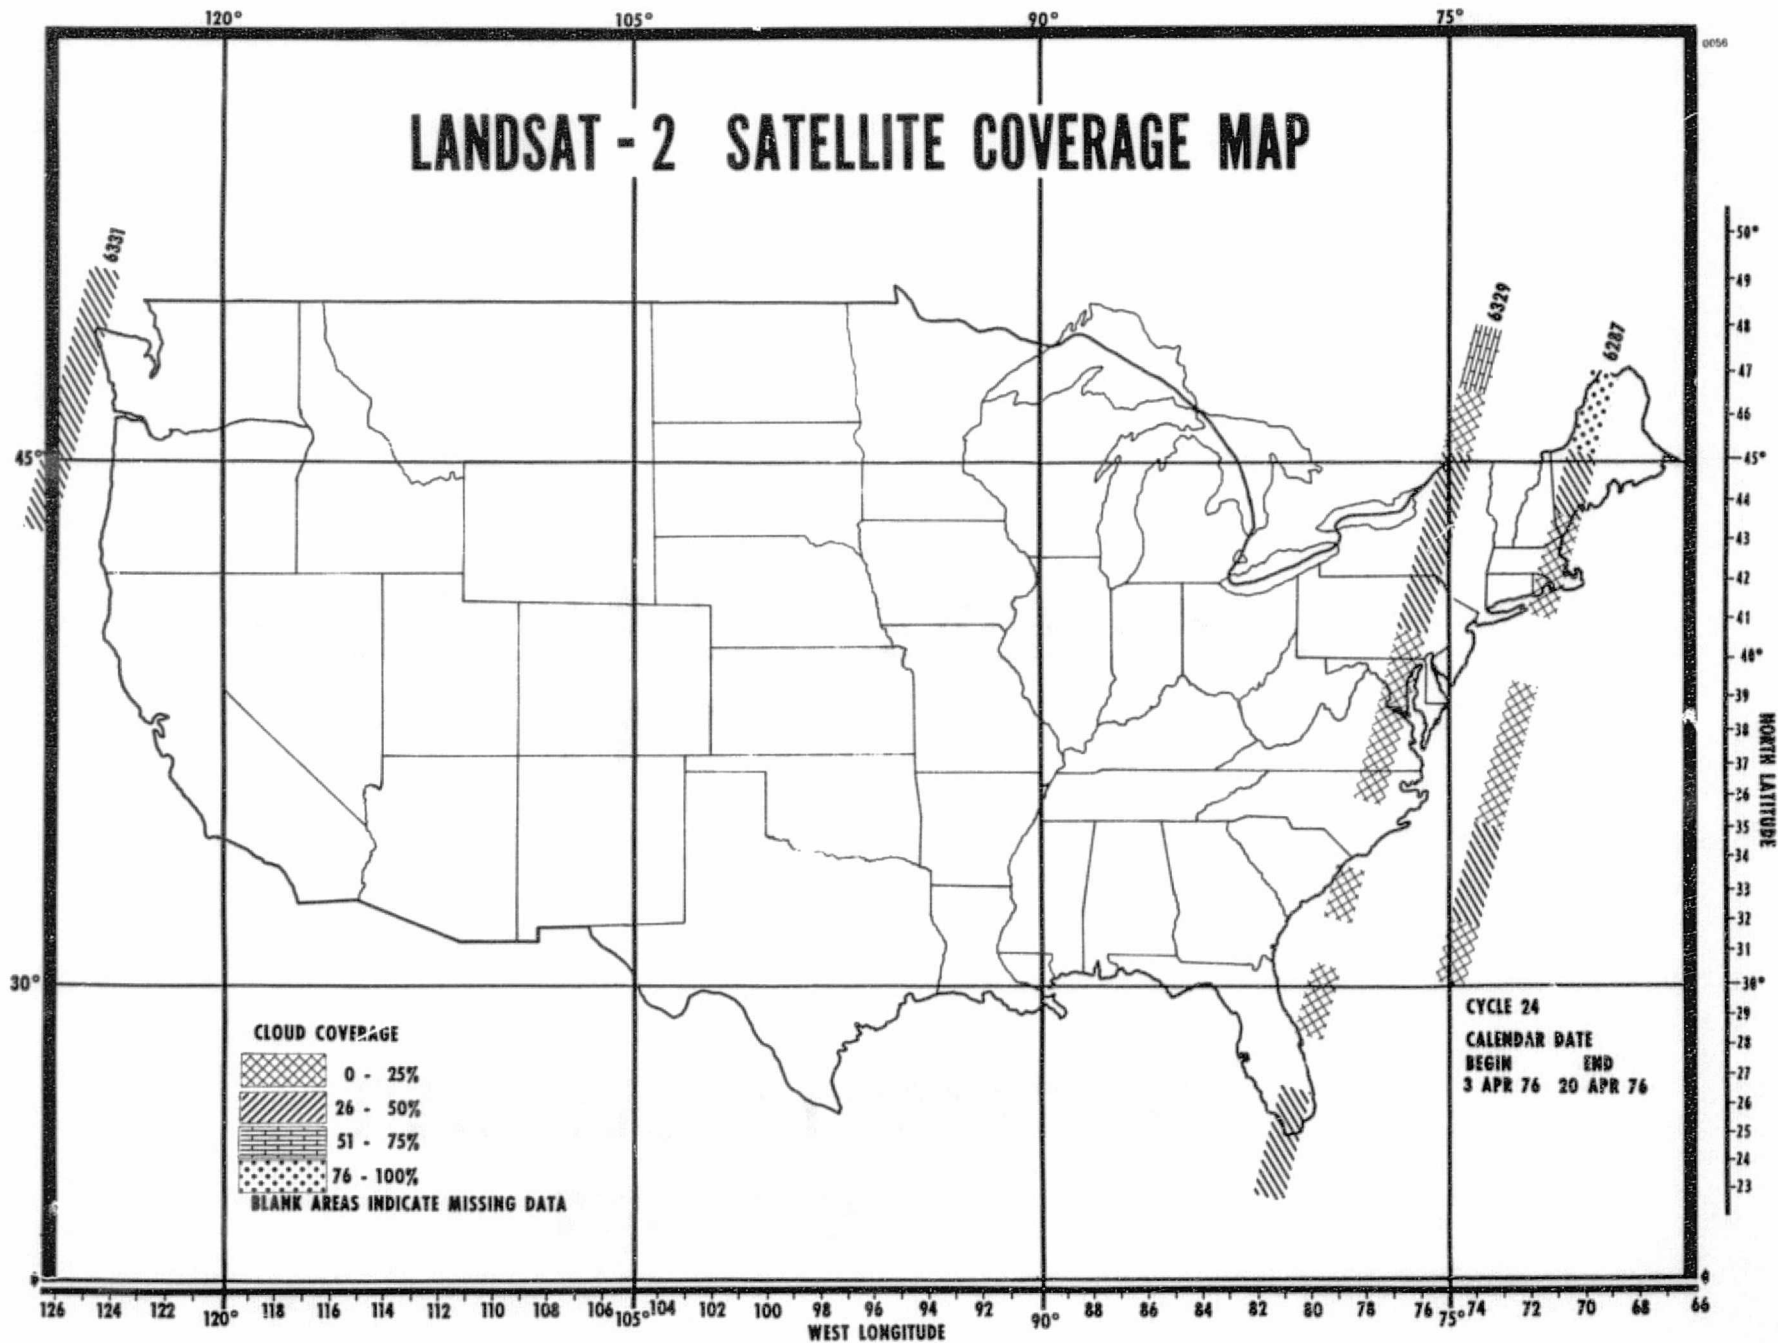 120° 105° 90° 75°
0056
LANDSAT - 2 SATELLITE COVERAGE MAP
6331
6329
6287
50°
49
48
47
46
45°
45°
44
43
42
41
40°
39
38
37
36
35
34
33
32
31
30°
30°
29
28
27
26
25
24
23
NORTH LATITUDE
CLOUD COVERAGE
0 - 25%
26 - 50%
51 - 75%
76 - 100%
BLANK AREAS INDICATE MISSING DATA
CYCLE 24
CALENDAR DATE
BEGIN END
3 APR 76 20 APR 76
126 124 122 120° 118 116 114 112 110 108 106 105° 104 102 100 98 96 94 92 90° 88 86 84 82 80 78 76 75° 74 72 70 68 66
WEST LONGITUDE